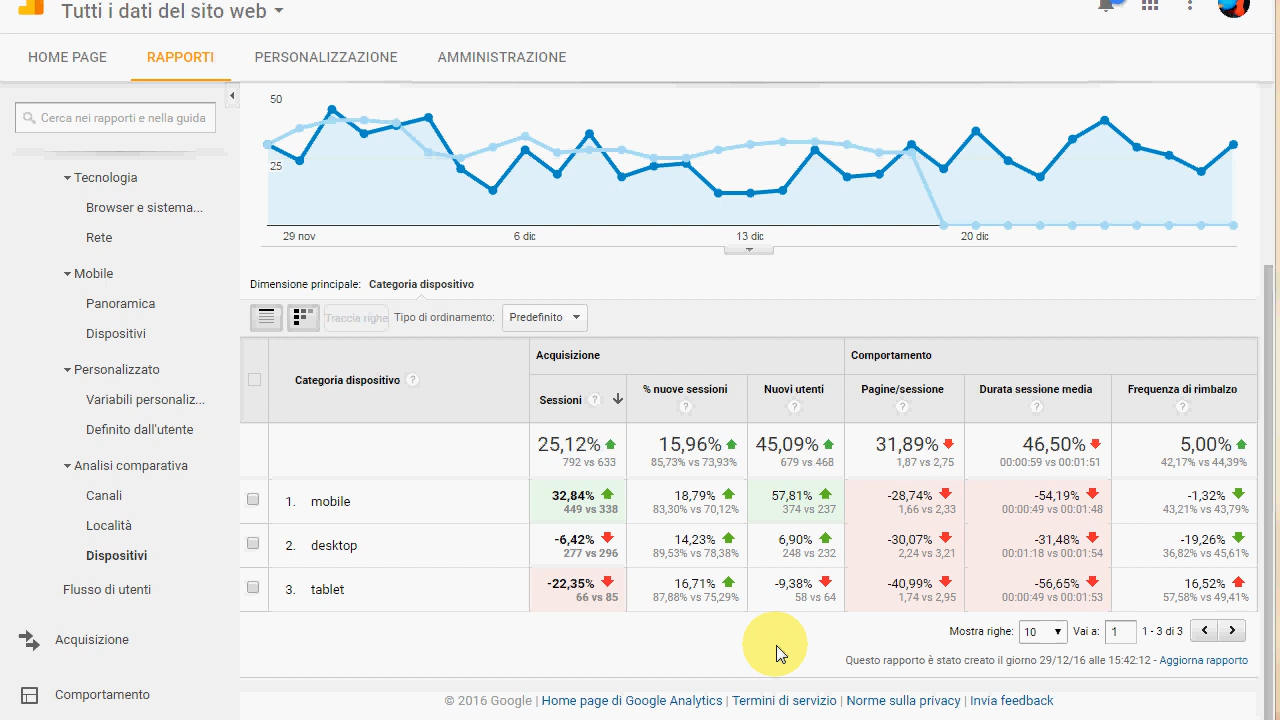 Tutti i dati del sito web
HOME PAGE RAPPORTI PERSONALIZZAZIONE AMMINISTRAZIONE
Cerca nei rapporti e nella guida
Tecnologia
Browser e sistema...
Rete
Mobile
Panoramica
Dispositivi
Personalizzato
Variabili personaliz...
Definito dall'utente
Analisi comparativa
Canali
Località
Dispositivi
Flusso di utenti
Acquisizione
Comportamento
50
25
29 nov 6 dic 13 dic 20 dic
Dimensione principale: Categoria dispositivo
Traccia righe Tipo di ordinamento: Predefinito
Acquisizione Comportamento
Categoria dispositivo ? Sessioni ? % nuove sessioni ? Nuovi utenti ? Pagine/sessione ? Durata sessione media ? Frequenza di rimbalzo ?
25,12% 15,96% 45,09% 31,89% 46,50% 5,00%
792 vs 633 85,73% vs 73,93% 679 vs 468 1,87 vs 2,75 00:00:59 vs 00:01:51 42,17% vs 44,39%
1. mobile 32,84% 18,79% 57,81% -28,74% -54,19% -1,32%
449 vs 338 83,30% vs 70,12% 374 vs 237 1,66 vs 2,33 00:00:49 vs 00:01:48 43,21% vs 43,79%
2. desktop -6,42% 14,23% 6,90% -30,07% -31,48% -19,26%
277 vs 296 89,53% vs 78,38% 248 vs 232 2,24 vs 3,21 00:01:18 vs 00:01:54 36,82% vs 45,61%
3. tablet -22,35% 16,71% -9,38% -40,99% -56,65% 16,52%
66 vs 85 87,88% vs 75,29% 58 vs 64 1,74 vs 2,95 00:00:49 vs 00:01:53 57,58% vs 49,41%
Mostra righe: 10 Vai a: 1 1 - 3 di 3
Questo rapporto è stato creato il giorno 29/12/16 alle 15:42:12 - Aggiorna rapporto
© 2016 Google | Home page di Google Analytics | Termini di servizio | Norme sulla privacy | Invia feedback